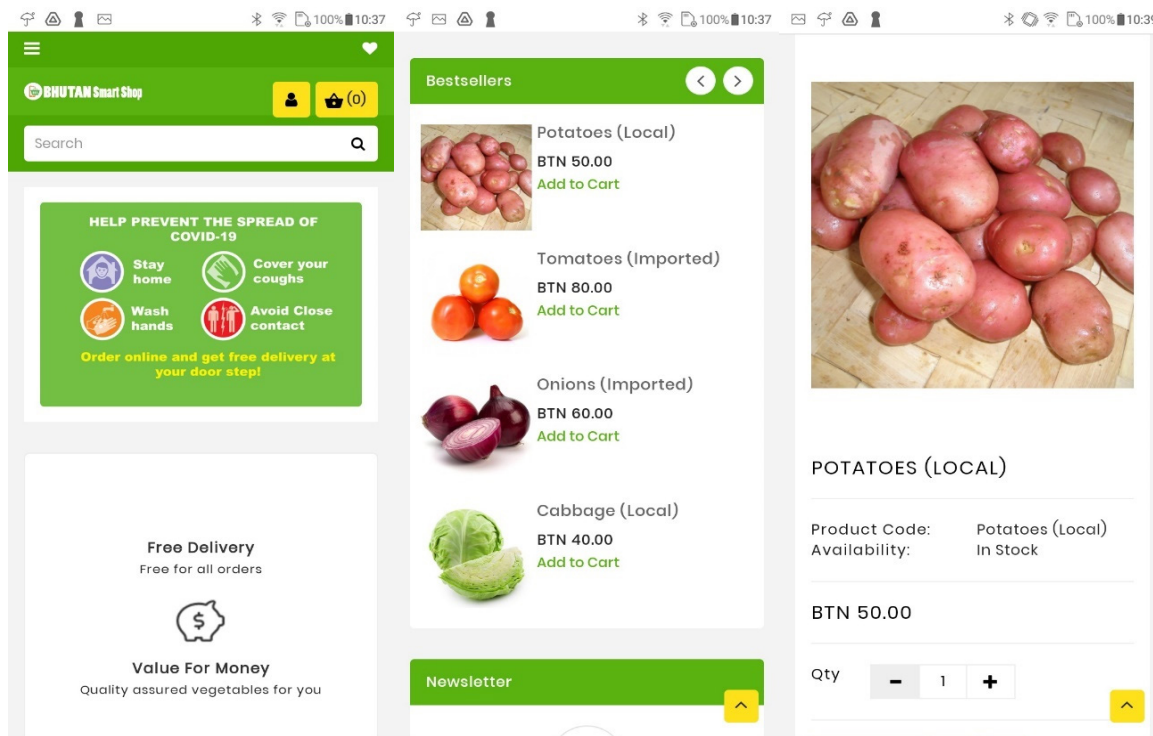 100% 10:37
BHUTAN Smart Shop
(0)
Search
HELP PREVENT THE SPREAD OF
COVID-19
Stay
home
Cover your
coughs
Wash
hands
Avoid Close
contact
Order online and get free delivery at
your door step!
Free Delivery
Free for all orders
$
Value For Money
Quality assured vegetables for you
100% 10:37
Bestsellers
Potatoes (Local)
BTN 50.00
Add to Cart
Tomatoes (Imported)
BTN 80.00
Add to Cart
Onions (Imported)
BTN 60.00
Add to Cart
Cabbage (Local)
BTN 40.00
Add to Cart
Newsletter
100% 10:39
POTATOES (LOCAL)
Product Code: Potatoes (Local)
Availability: In Stock
BTN 50.00
Qty - 1 +